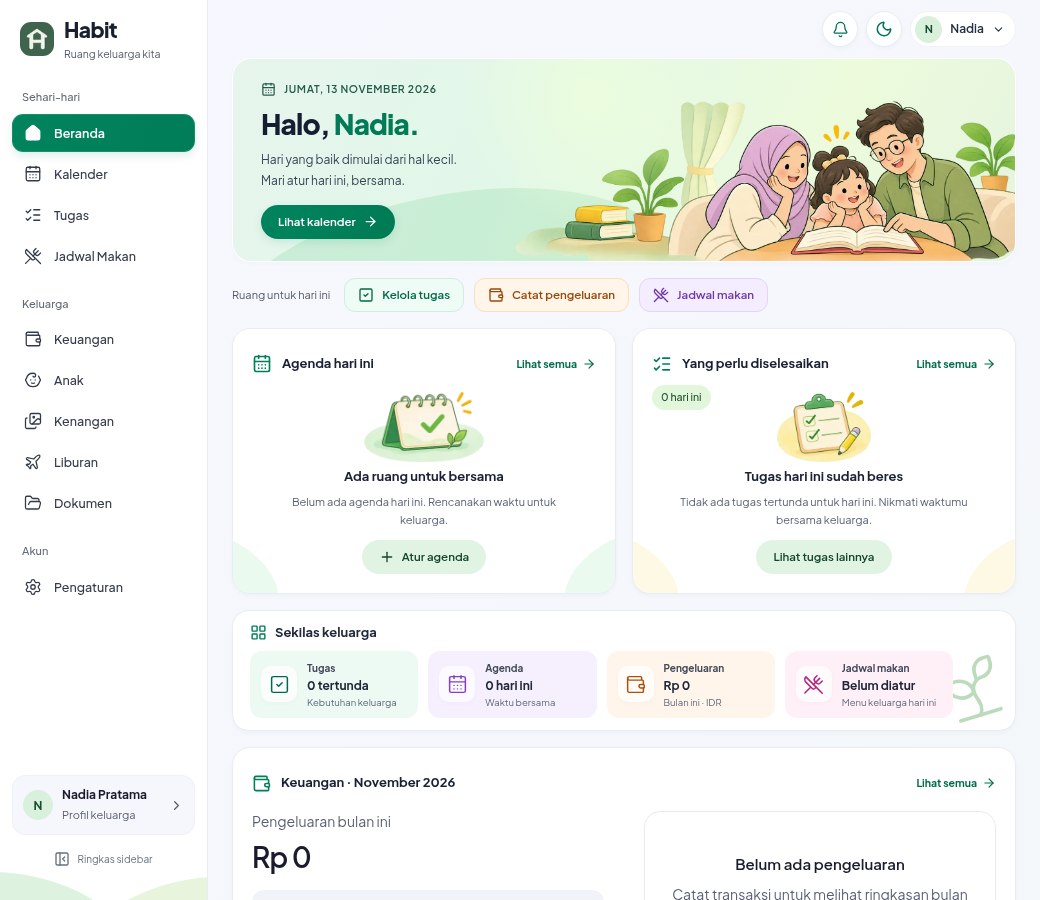 Habit
Ruang keluarga kita
Sehari-hari
Beranda
Kalender
Tugas
Jadwal Makan
Keluarga
Keuangan
Anak
Kenangan
Liburan
Dokumen
Akun
Pengaturan
N
Nadia Pratama
Profil keluarga
Ringkas sidebar
N
Nadia
JUMAT, 13 NOVEMBER 2026
Halo, Nadia.
Hari yang baik dimulai dari hal kecil.
Mari atur hari ini, bersama.
Lihat kalender
Ruang untuk hari ini
Kelola tugas
Catat pengeluaran
Jadwal makan
Agenda hari ini
Lihat semua
Ada ruang untuk bersama
Belum ada agenda hari ini. Rencanakan waktu untuk
keluarga.
Atur agenda
Yang perlu diselesaikan
Lihat semua
0 hari ini
Tugas hari ini sudah beres
Tidak ada tugas tertunda untuk hari ini. Nikmati waktumu
bersama keluarga.
Lihat tugas lainnya
Sekilas keluarga
Tugas
0 tertunda
Kebutuhan keluarga
Agenda
0 hari ini
Waktu bersama
Pengeluaran
Rp 0
Bulan ini · IDR
Jadwal makan
Belum diatur
Menu keluarga hari ini
Keuangan · November 2026
Lihat semua
Pengeluaran bulan ini
Rp 0
Belum ada pengeluaran
Catat transaksi untuk melihat ringkasan bulan